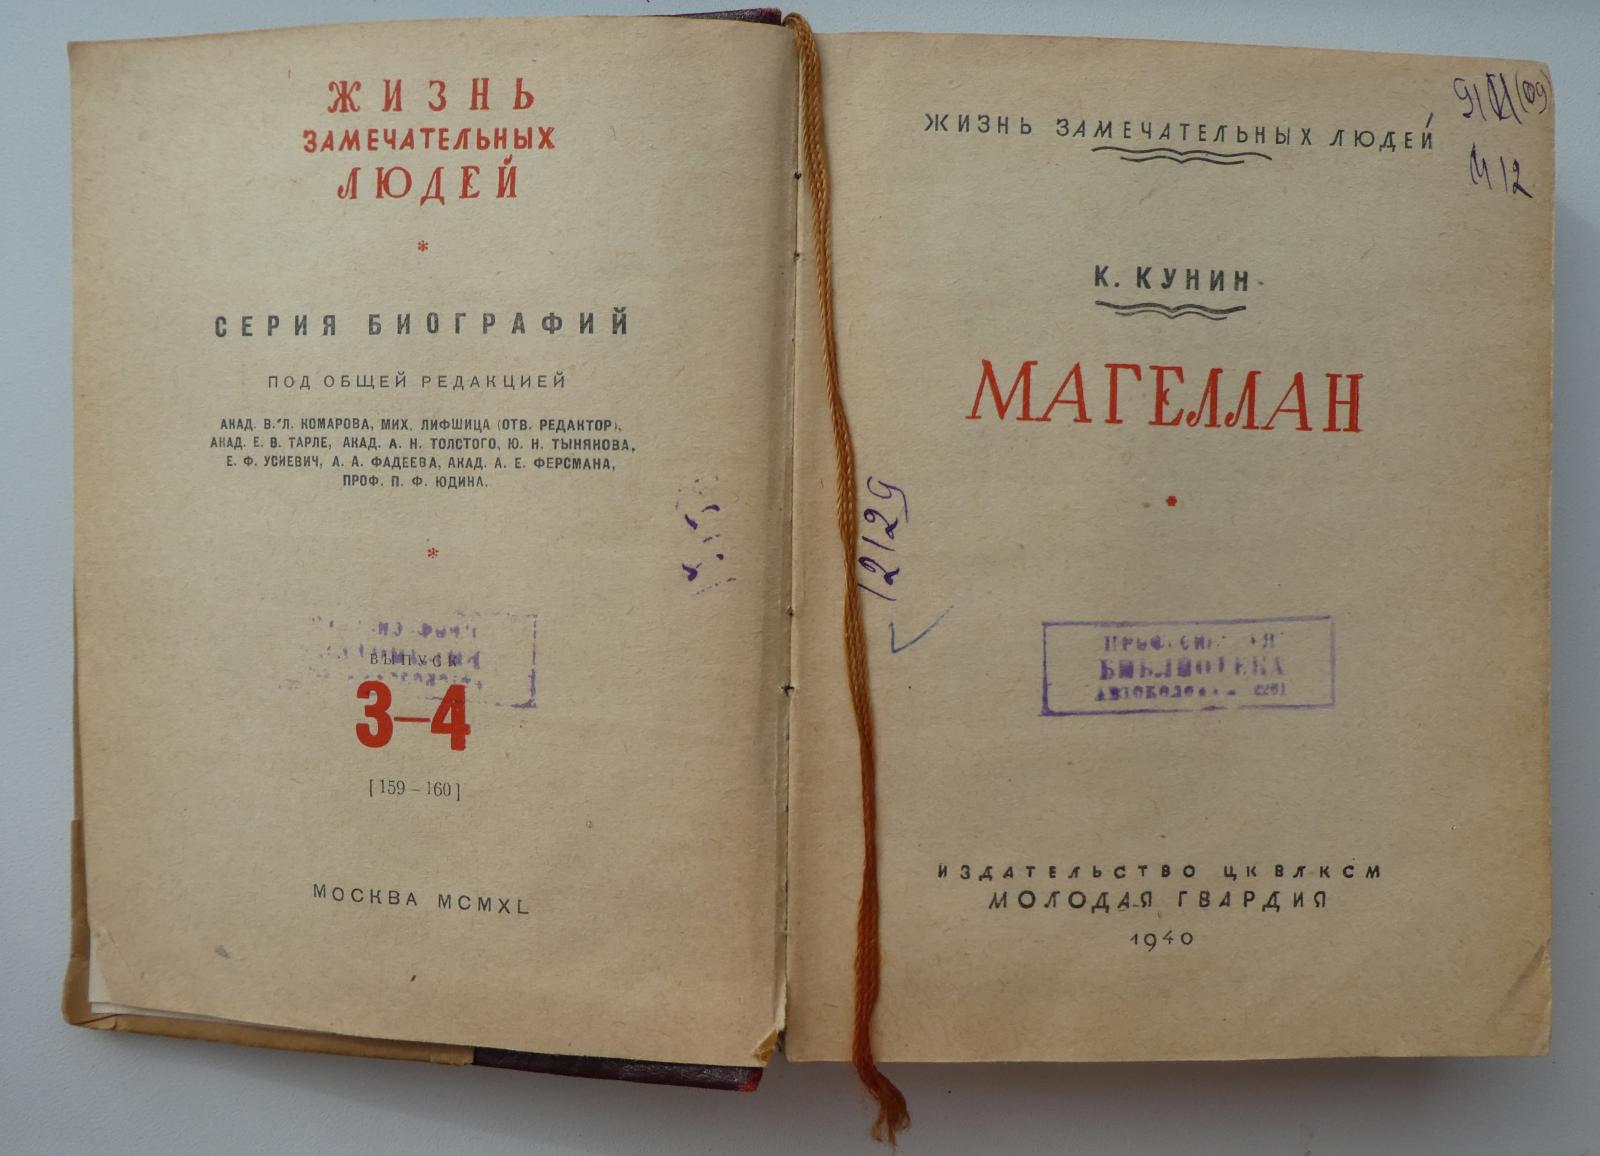 ЖИЗНЬ
ЗАМЕЧАТЕЛЬНЫХ
ЛЮДЕЙ
*
СЕРИЯ БИОГРАФИЙ
ПОД ОБЩЕЙ РЕДАКЦИЕЙ
АКАД. В. Л. КОМАРОВА, МИХ. ЛИФШИЦА (ОТВ. РЕДАКТОР),
АКАД. Е. В. ТАРЛЕ, АКАД. А. Н. ТОЛСТОГО, Ю. Н. ТЫНЯНОВА,
Е. Ф. УСИЕВИЧ, А. А. ФАДЕЕВА, АКАД. А. Е. ФЕРСМАНА,
ПРОФ. П. Ф. ЮДИНА.
*
ВЫПУСК
3–4
[159–160]
МОСКВА MCMXL
ЖИЗНЬ ЗАМЕЧАТЕЛЬНЫХ ЛЮДЕЙ
М 12
К. КУНИН
МАГЕЛЛАН
*
12129
БИБЛИОТЕКА
ИЗДАТЕЛЬСТВО ЦК ВЛКСМ
МОЛОДАЯ ГВАРДИЯ
1940